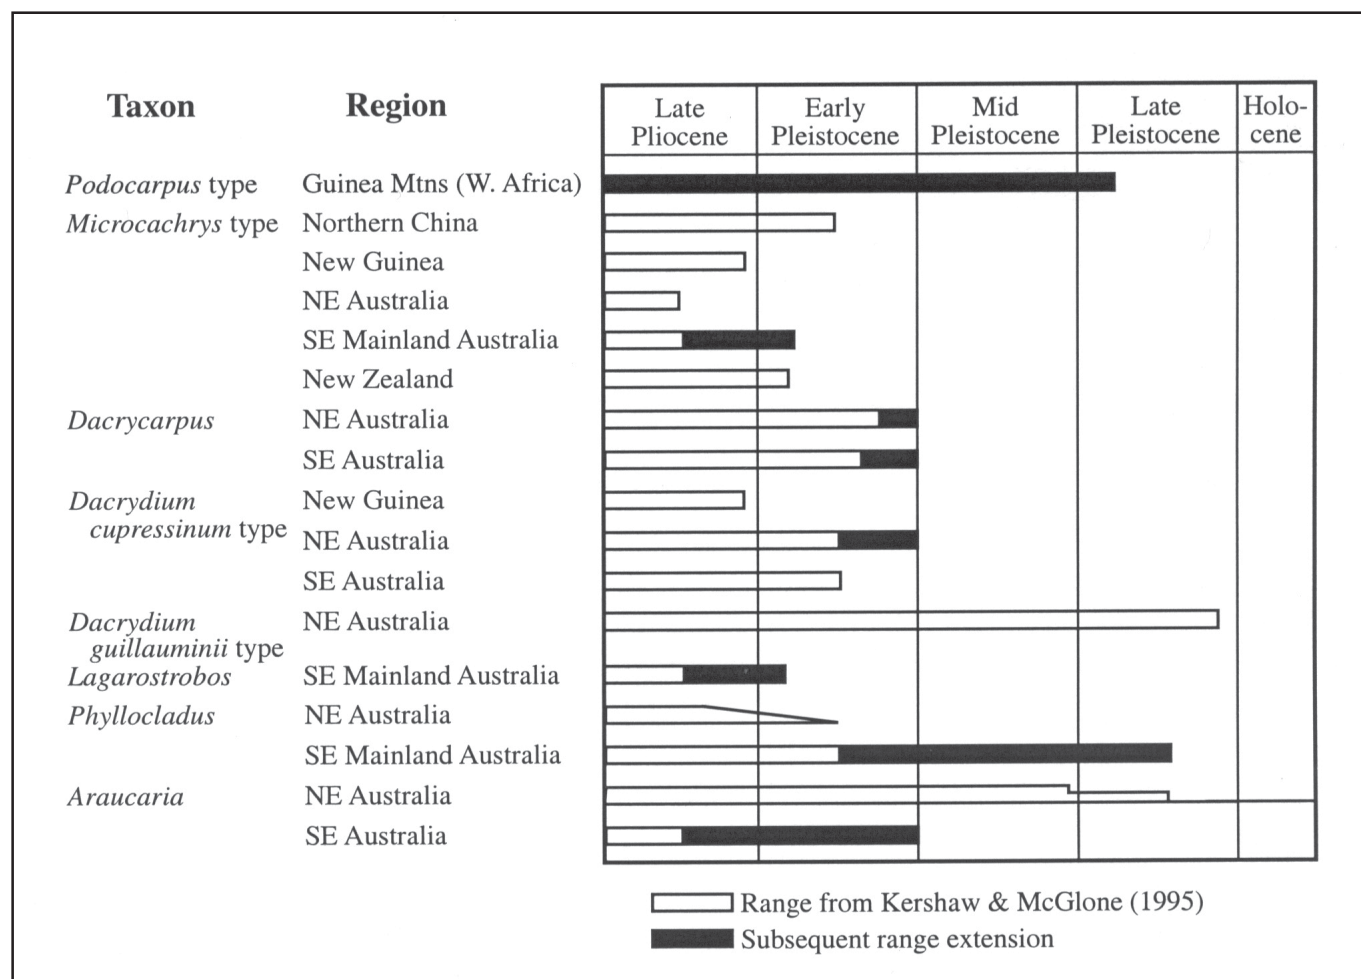 Taxon Region Late Pliocene Early Pleistocene Mid Pleistocene Late Pleistocene Holo-cene
Podocarpus type Guinea Mtns (W. Africa)
Microcachrys type Northern China
New Guinea
NE Australia
SE Mainland Australia
New Zealand
Dacrycarpus NE Australia
SE Australia
Dacrydium cupressinum type New Guinea
NE Australia
SE Australia
Dacrydium guillauminii type NE Australia
Lagarostrobos SE Mainland Australia
Phyllocladus NE Australia
SE Mainland Australia
Araucaria NE Australia
SE Australia
Range from Kershaw & McGlone (1995)
Subsequent range extension